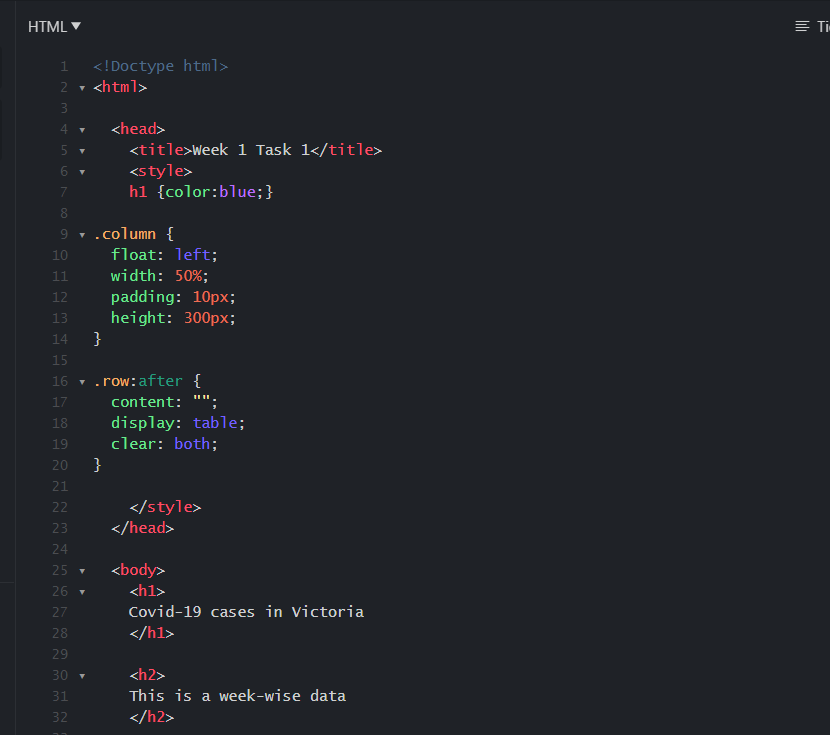 HTML
Ti
1 <!Doctype html>
2 <html>
3
4 <head>
5 <title>Week 1 Task 1</title>
6 <style>
7 h1 {color:blue;}
8
9 .column {
10 float: left;
11 width: 50%;
12 padding: 10px;
13 height: 300px;
14 }
15
16 .row:after {
17 content: "";
18 display: table;
19 clear: both;
20 }
21
22 </style>
23 </head>
24
25 <body>
26 <h1>
27 Covid-19 cases in Victoria
28 </h1>
29
30 <h2>
31 This is a week-wise data
32 </h2>